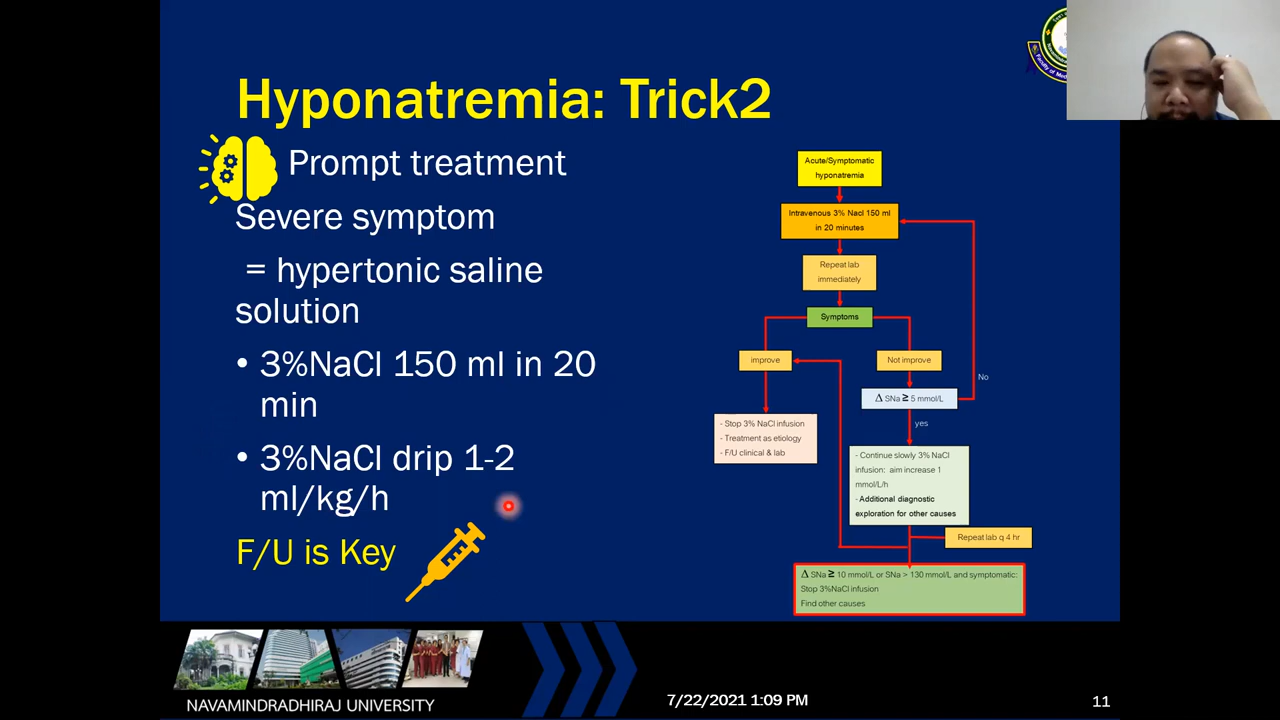 Hyponatremia: Trick2
Prompt treatment
Severe symptom
= hypertonic saline
solution
• 3%NaCl 150 ml in 20
min
• 3%NaCl drip 1-2
ml/kg/h
F/U is Key
Acute/Symptomatic
hyponatremia
Intravenous 3% Nacl 150 ml
in 20 minutes
Repeat lab
immediately
Symptoms
improve
Not improve
No
Δ SNa ≥ 5 mmol/L
yes
- Stop 3% NaCl infusion
- Treatment as etiology
- F/U clinical & lab
- Continue slowly 3% NaCl
infusion: aim increase 1
mmol/L/h
- Additional diagnostic
exploration for other causes
Repeat lab q 4 hr
Δ SNa ≥ 10 mmol/L or SNa > 130 mmol/L and symptomatic:
Stop 3%NaCl infusion
Find other causes
NAVAMINDRADHIRAJ UNIVERSITY
7/22/2021 1:09 PM
11